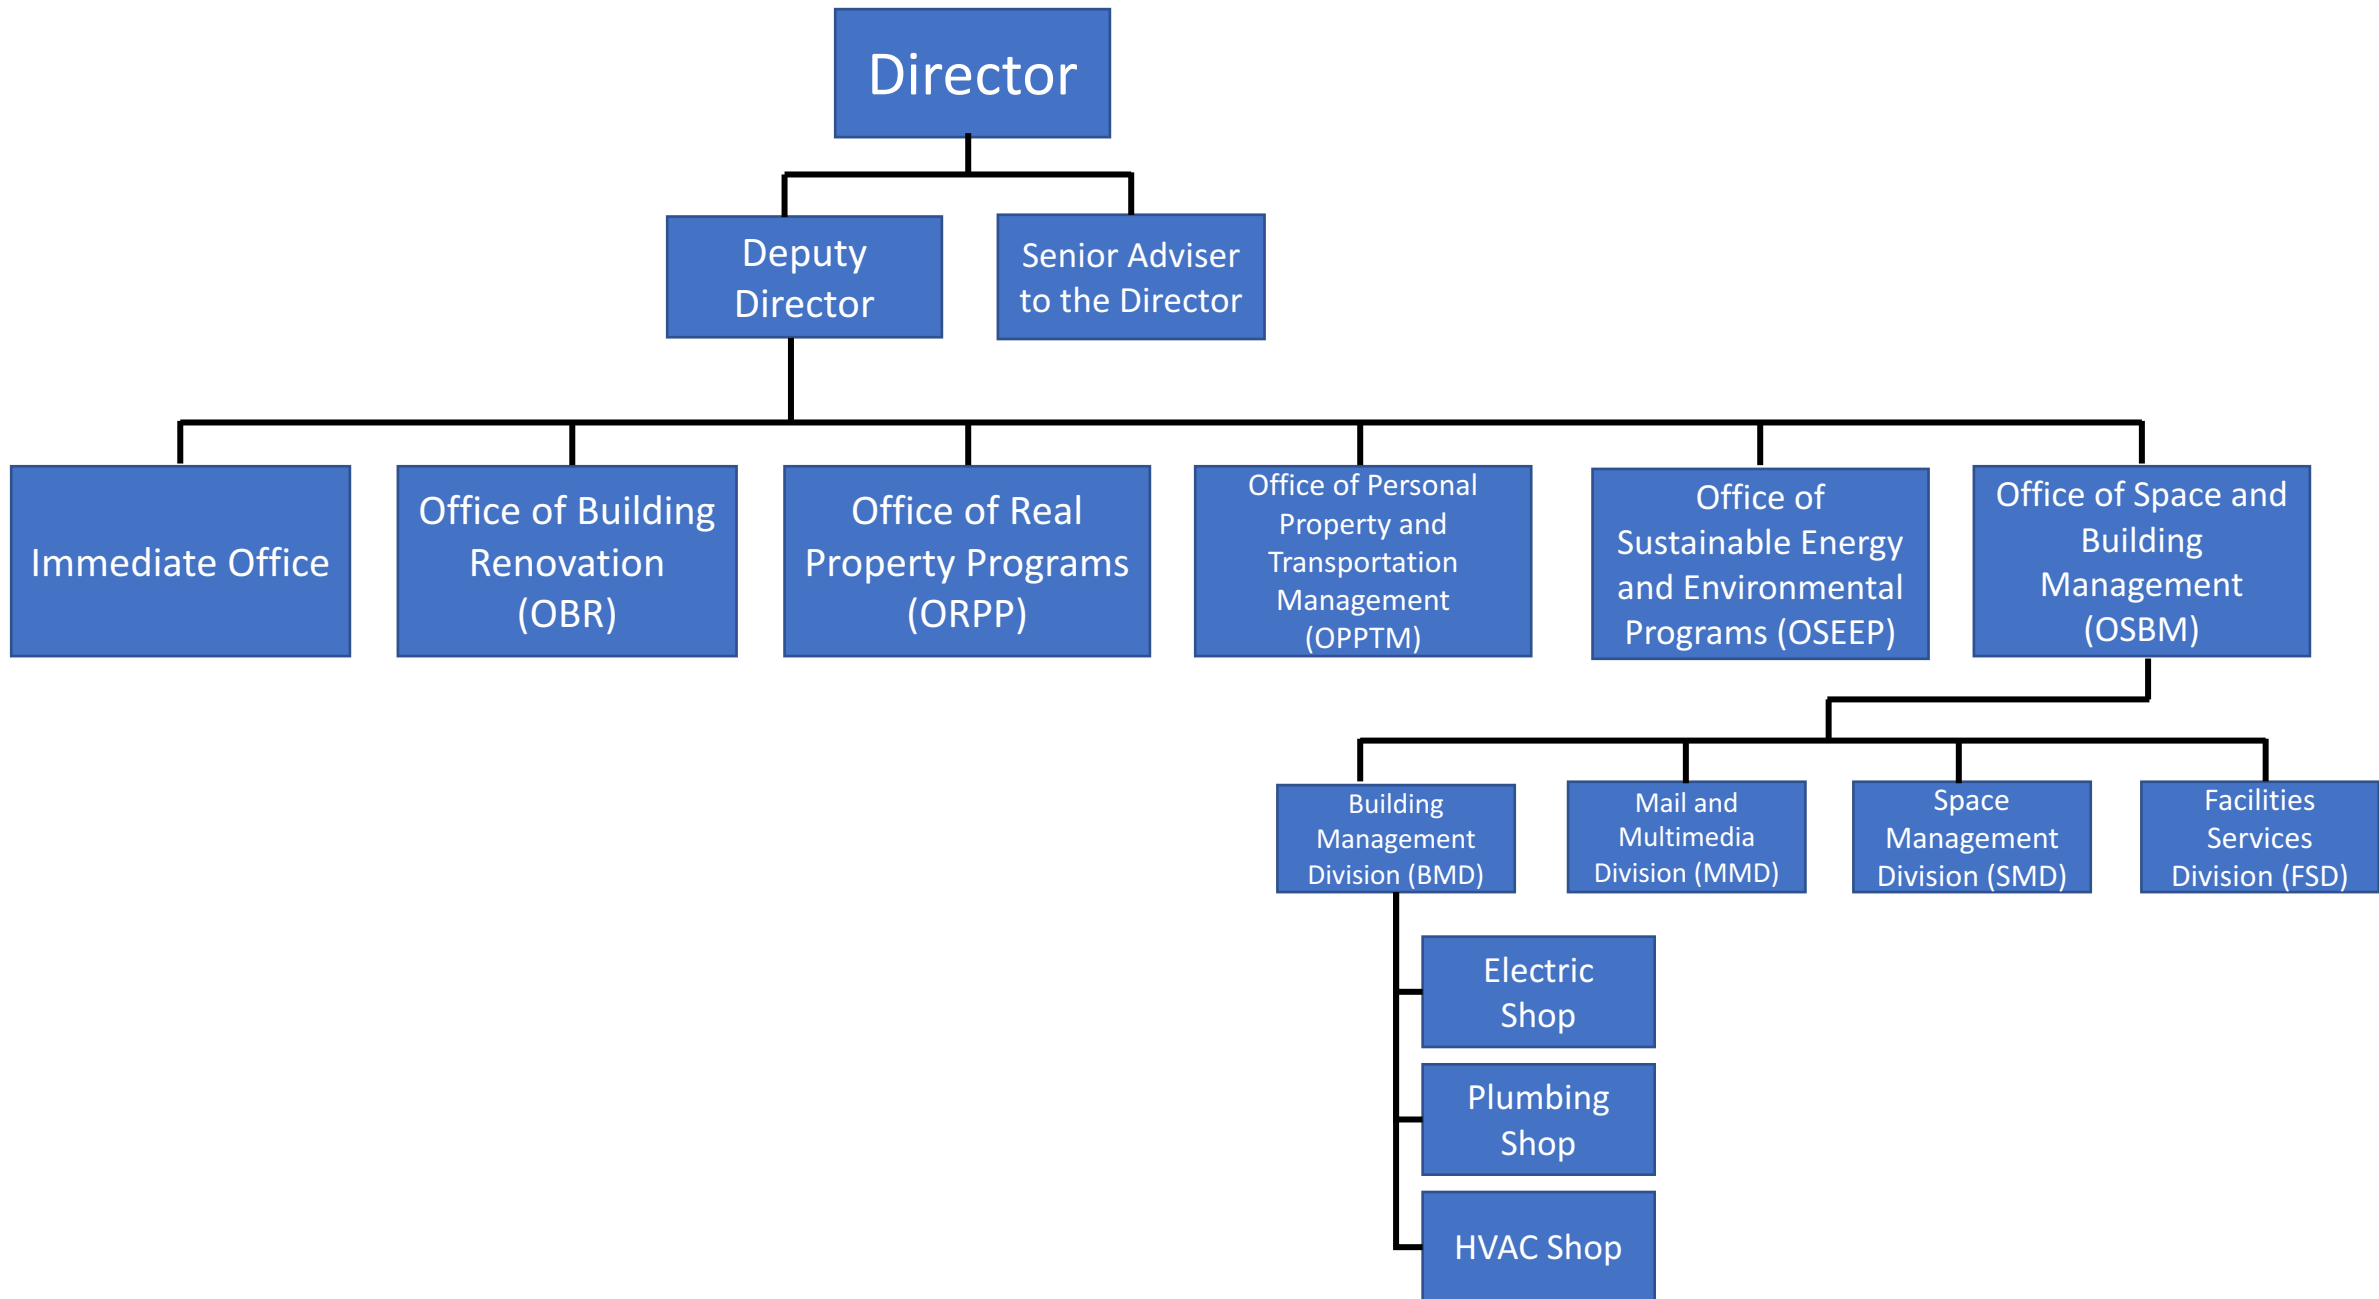 Director
Deputy
Director
Senior Adviser
to the Director
Immediate Office
Office of Building
Renovation
(OBR)
Office of Real
Property Programs
(ORPP)
Office of Personal
Property and
Transportation
Management
(OPPTM)
Office of
Sustainable Energy
and Environmental
Programs (OSEEP)
Office of Space and
Building
Management
(OSBM)
Building
Management
Division (BMD)
Mail and
Multimedia
Division (MMD)
Space
Management
Division (SMD)
Facilities
Services
Division (FSD)
Electric
Shop
Plumbing
Shop
HVAC Shop